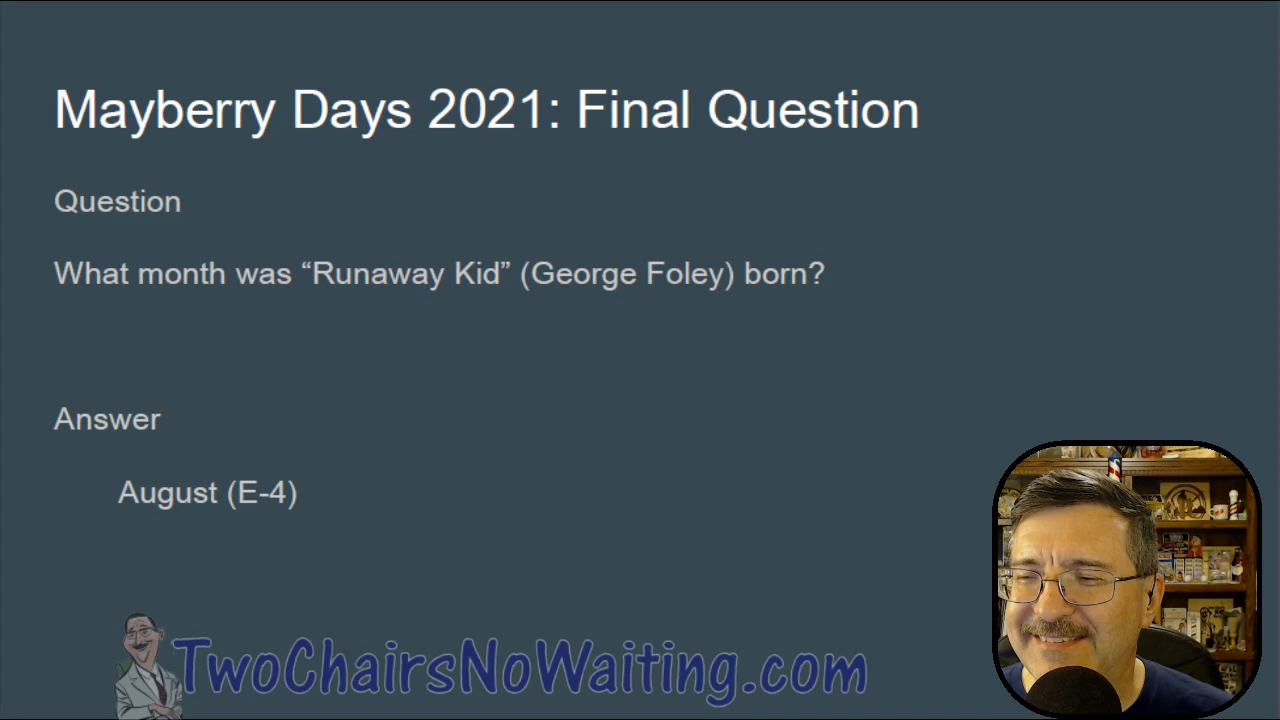 Mayberry Days 2021: Final Question
Question
What month was “Runaway Kid” (George Foley) born?
Answer
August (E-4)
TwoChairsNoWaiting.com